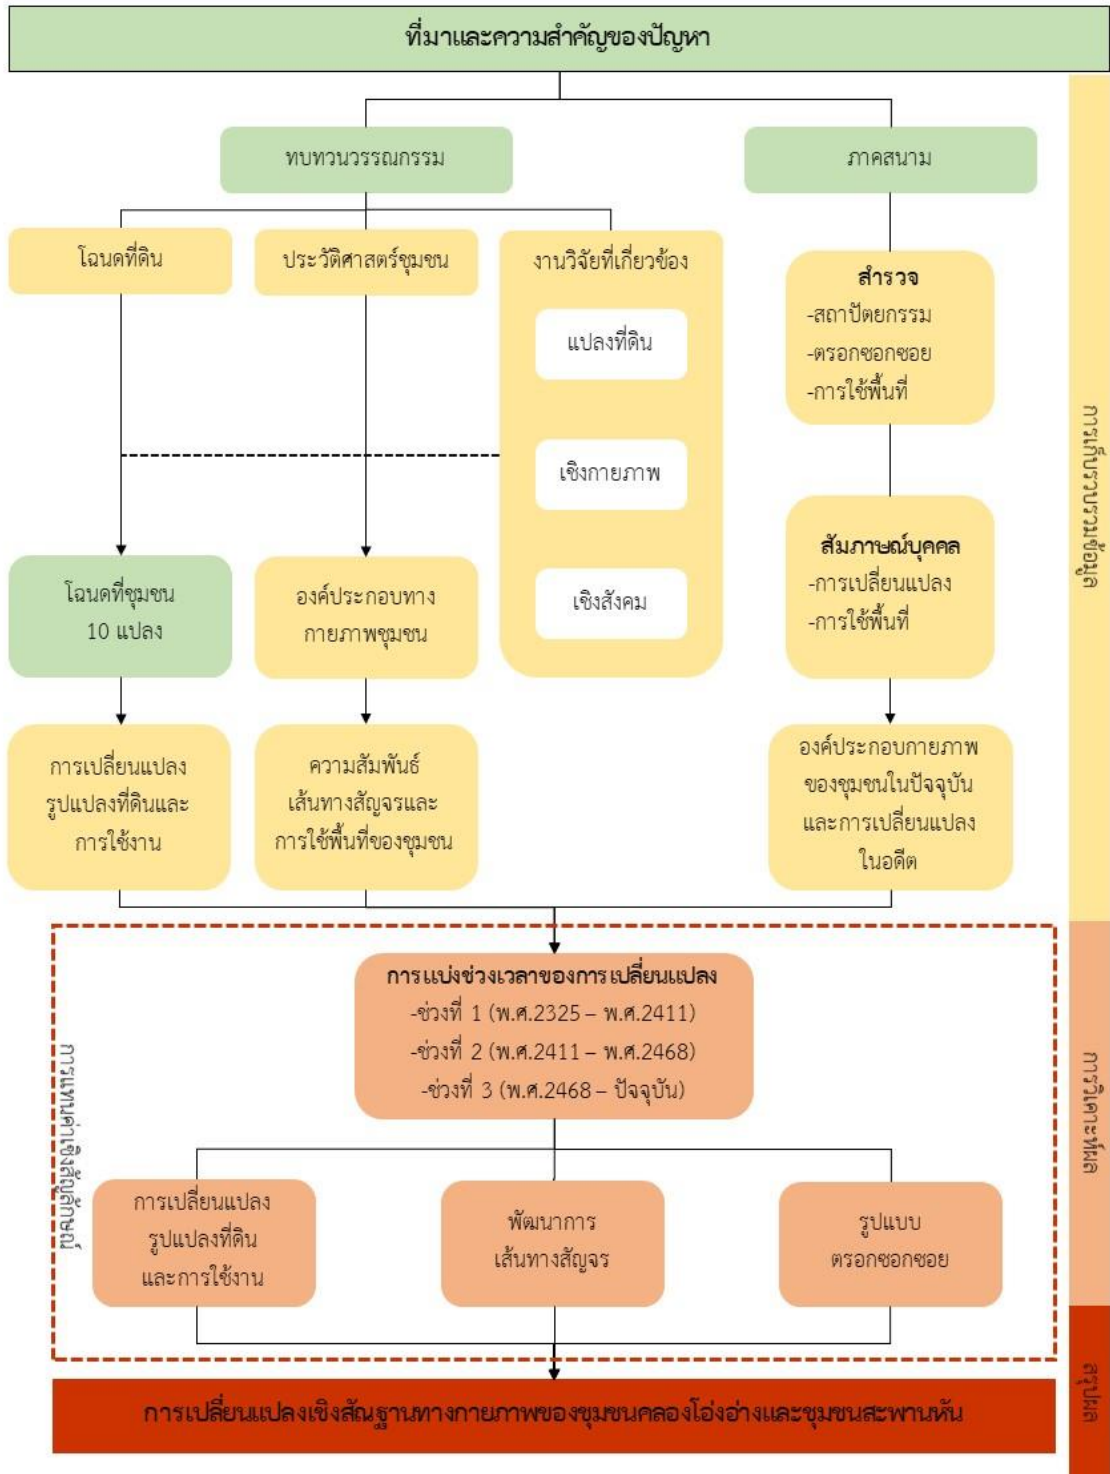 ที่มาและความสำคัญของปัญหา
ทบทวนวรรณกรรม
ภาคสนาม
โฉนดที่ดิน
ประวัติศาสตร์ชุมชน
งานวิจัยที่เกี่ยวข้อง
แปลงที่ดิน
เชิงกายภาพ
เชิงสังคม
สำรวจ
-สถาปัตยกรรม
-ตรอกซอกซอย
-การใช้พื้นที่
สัมภาษณ์บุคคล
-การเปลี่ยนแปลง
-การใช้พื้นที่
โฉนดที่ชุมชน
10 แปลง
องค์ประกอบทาง
กายภาพชุมชน
การเปลี่ยนแปลง
รูปแปลงที่ดินและ
การใช้งาน
ความสัมพันธ์
เส้นทางสัญจรและ
การใช้พื้นที่ของชุมชน
องค์ประกอบกายภาพ
ของชุมชนในปัจจุบัน
และการเปลี่ยนแปลง
ในอดีต
การเก็บรวบรวมข้อมูล
การแบ่งช่วงเวลาของการเปลี่ยนแปลง
-ช่วงที่ 1 (พ.ศ.2325 – พ.ศ.2411)
-ช่วงที่ 2 (พ.ศ.2411 – พ.ศ.2468)
-ช่วงที่ 3 (พ.ศ.2468 – ปัจจุบัน)
การแทนค่าเชิงสัญลักษณ์
การเปลี่ยนแปลง
รูปแปลงที่ดิน
และการใช้งาน
พัฒนาการ
เส้นทางสัญจร
รูปแบบ
ตรอกซอกซอย
การวิเคราะห์ผล
การเปลี่ยนแปลงเชิงสัณฐานทางกายภาพของชุมชนคลองโอ่งอ่างและชุมชนสะพานหัน
สรุปผล